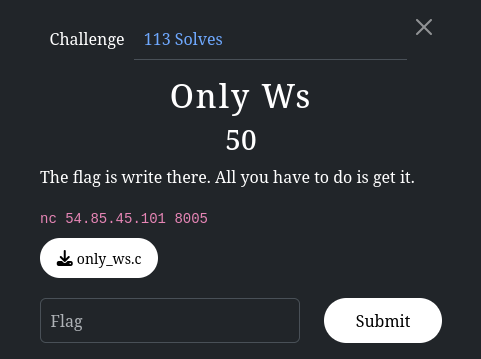 Challenge 113 Solves
Only Ws
50
The flag is write there. All you have to do is get it.
nc 54.85.45.101 8005
only_ws.c
Flag Submit